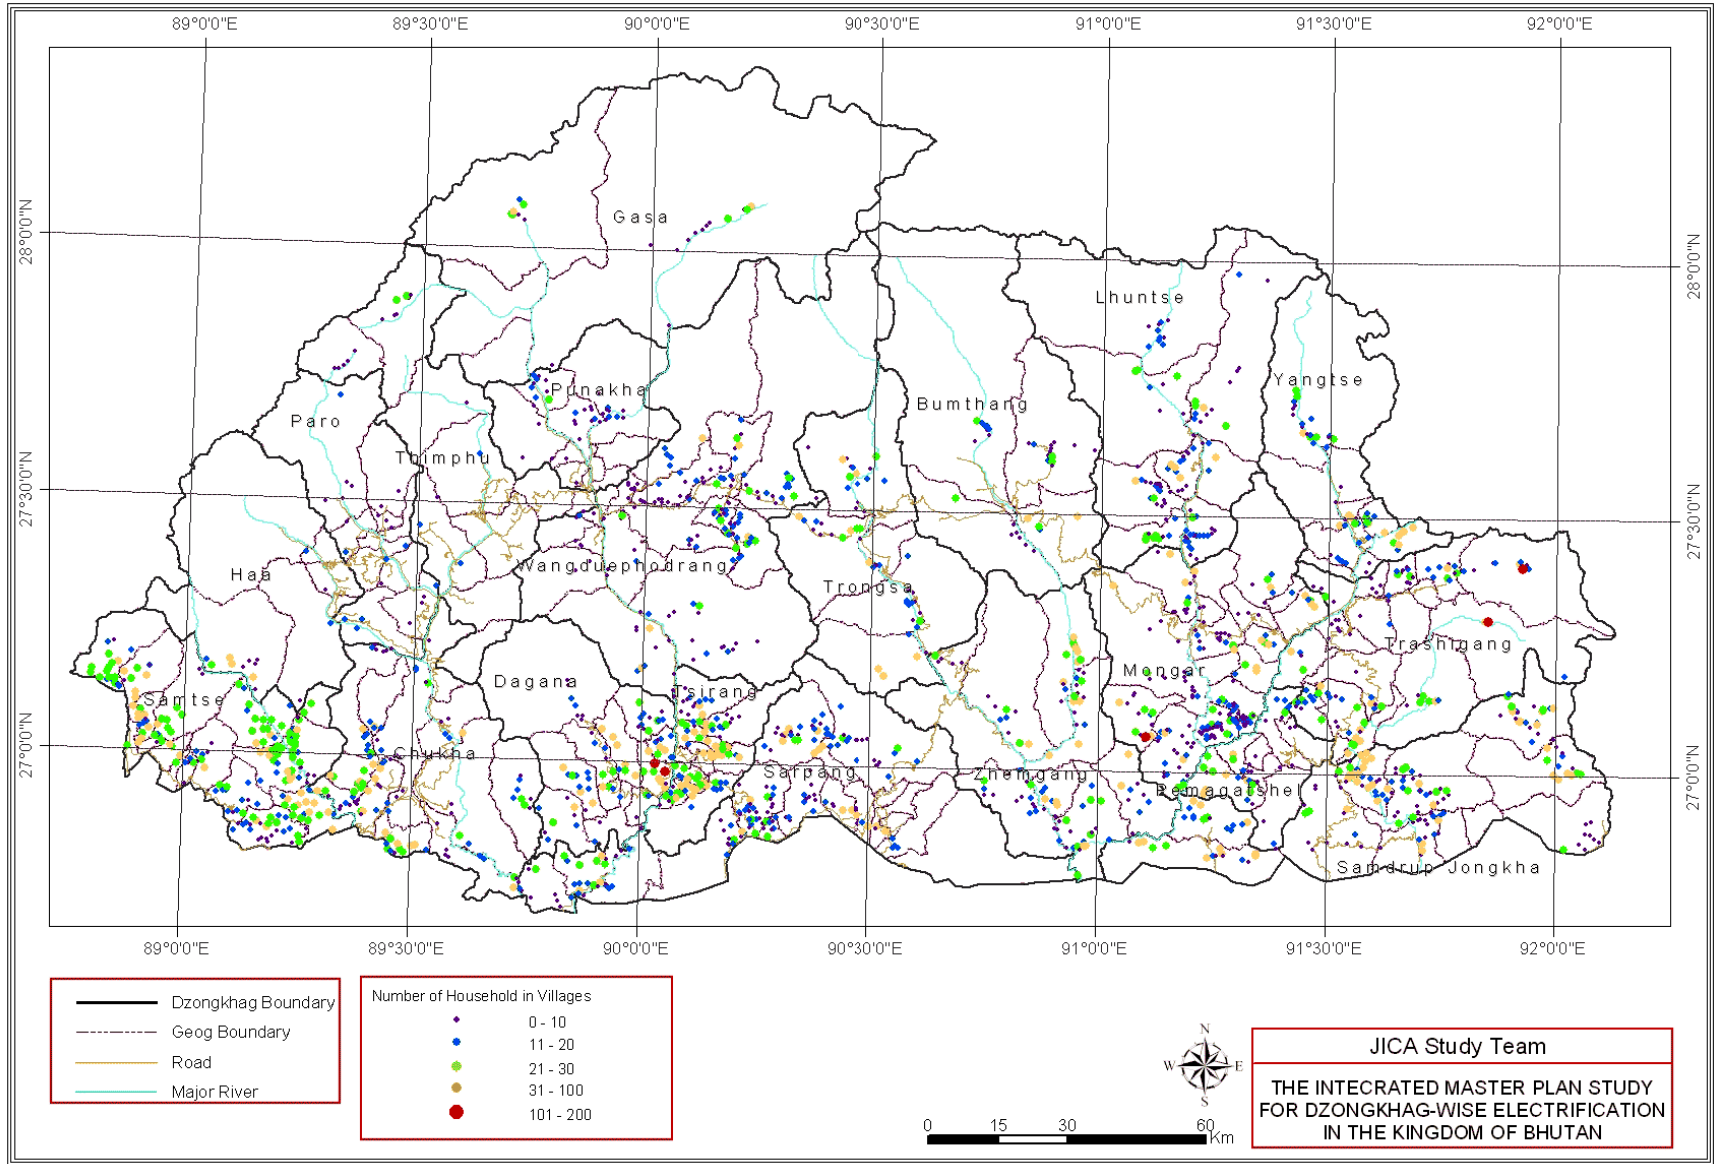 89°0'0"E 89°30'0"E 90°0'0"E 90°30'0"E 91°0'0"E 91°30'0"E 92°0'0"E
28°0'0"N
28°0'0"N
27°30'0"N
27°30'0"N
27°0'0"N
27°0'0"N
Gasa
Lhuntse
Yangtse
Punakha
Bumthang
Paro
Thimphu
Haa
Wangduephodrang
Trongsa
Trashigang
Mongar
Dagana
Tsirang
Samtse
Chukha
Sarpang
Zhemgang
Pemagatshel
Samdrup Jongkha
89°0'0"E 89°30'0"E 90°0'0"E 90°30'0"E 91°0'0"E 91°30'0"E 92°0'0"E
Dzongkhag Boundary
Geog Boundary
Road
Major River
Number of Household in Villages
0 - 10
11 - 20
21 - 30
31 - 100
101 - 200
N
W E
S
0 15 30 60
Km
JICA Study Team
THE INTECRATED MASTER PLAN STUDY
FOR DZONGKHAG-WISE ELECTRIFICATION
IN THE KINGDOM OF BHUTAN